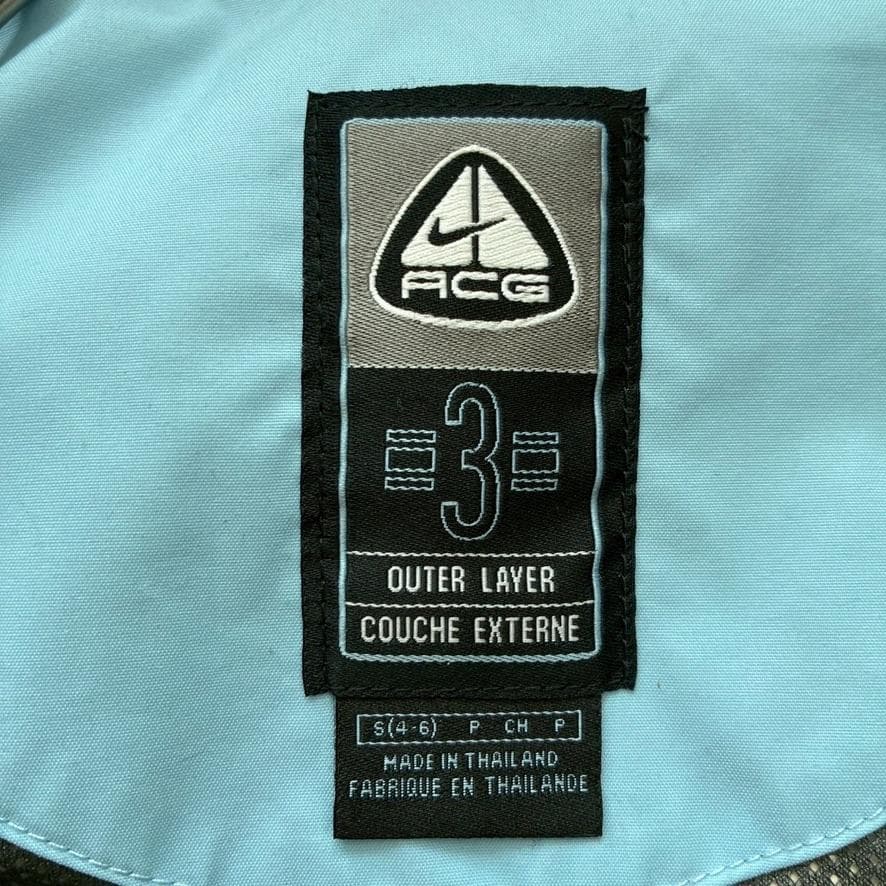 ACG
3
OUTER LAYER
COUCHE EXTERNE
S(4-6) P CH P
MADE IN THAILAND
FABRIQUE EN THAILANDE